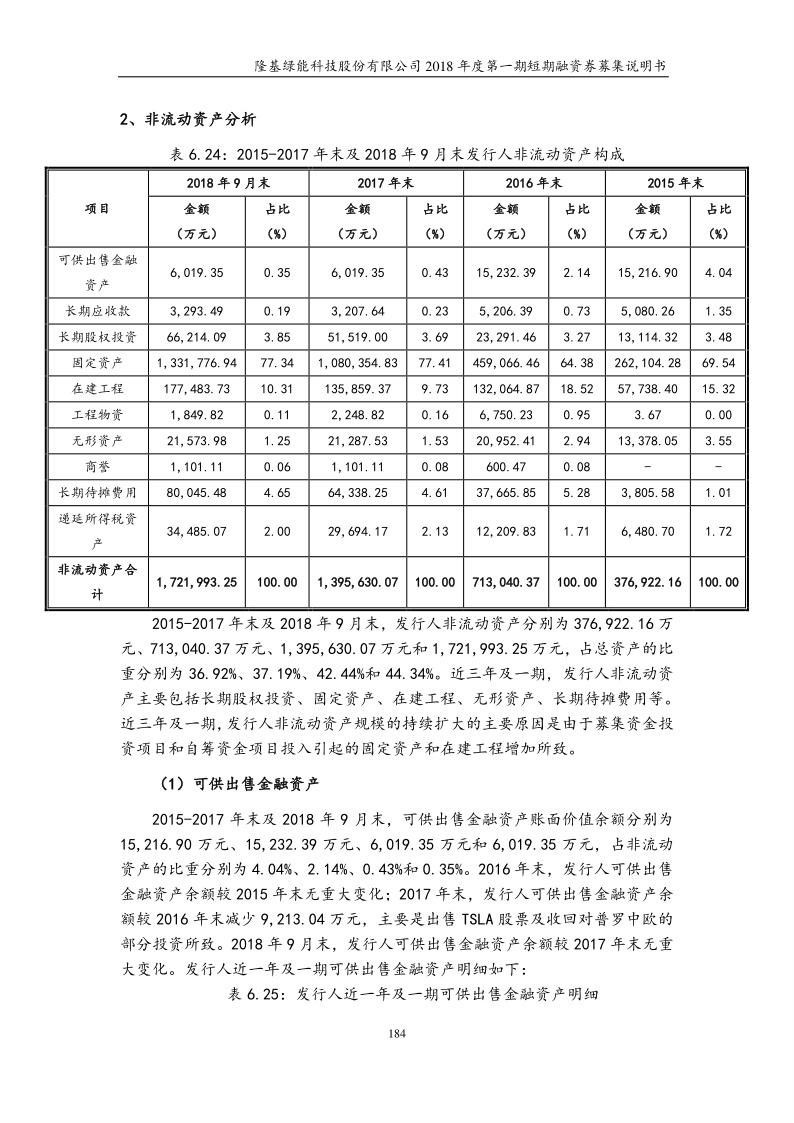 隆基绿能科技股份有限公司 2018 年度第一期短期融资券募集说明书
2、非流动资产分析
表 6.24：2015-2017 年末及 2018 年 9 月末发行人非流动资产构成
项目 2018 年 9 月末 2017 年末 2016 年末 2015 年末
金额（万元） 占比（%） 金额（万元） 占比（%） 金额（万元） 占比（%） 金额（万元） 占比（%）
可供出售金融资产 6,019.35 0.35 6,019.35 0.43 15,232.39 2.14 15,216.90 4.04
长期应收款 3,293.49 0.19 3,207.64 0.23 5,206.39 0.73 5,080.26 1.35
长期股权投资 66,214.09 3.85 51,519.00 3.69 23,291.46 3.27 13,114.32 3.48
固定资产 1,331,776.94 77.34 1,080,354.83 77.41 459,066.46 64.38 262,104.28 69.54
在建工程 177,483.73 10.31 135,859.37 9.73 132,064.87 18.52 57,738.40 15.32
工程物资 1,849.82 0.11 2,248.82 0.16 6,750.23 0.95 3.67 0.00
无形资产 21,573.98 1.25 21,287.53 1.53 20,952.41 2.94 13,378.05 3.55
商誉 1,101.11 0.06 1,101.11 0.08 600.47 0.08 - -
长期待摊费用 80,045.48 4.65 64,338.25 4.61 37,665.85 5.28 3,805.58 1.01
递延所得税资产 34,485.07 2.00 29,694.17 2.13 12,209.83 1.71 6,480.70 1.72
非流动资产合计 1,721,993.25 100.00 1,395,630.07 100.00 713,040.37 100.00 376,922.16 100.00
2015-2017 年末及 2018 年 9 月末，发行人非流动资产分别为 376,922.16 万
元、713,040.37 万元、1,395,630.07 万元和 1,721,993.25 万元，占总资产的比
重分别为 36.92%、37.19%、42.44%和 44.34%。近三年及一期，发行人非流动资
产主要包括长期股权投资、固定资产、在建工程、无形资产、长期待摊费用等。
近三年及一期，发行人非流动资产规模的持续扩大的主要原因是由于募集资金投
资项目和自筹资金项目投入引起的固定资产和在建工程增加所致。
（1）可供出售金融资产
2015-2017 年末及 2018 年 9 月末，可供出售金融资产账面价值余额分别为
15,216.90 万元、15,232.39 万元、6,019.35 万元和 6,019.35 万元，占非流动
资产的比重分别为 4.04%、2.14%、0.43%和 0.35%。2016 年末，发行人可供出售
金融资产余额较 2015 年末无重大变化；2017 年末，发行人可供出售金融资产余
额较 2016 年末减少 9,213.04 万元，主要是出售 TSLA 股票及收回对普罗中欧的
部分投资所致。2018 年 9 月末，发行人可供出售金融资产余额较 2017 年末无重
大变化。发行人近一年及一期可供出售金融资产明细如下：
表 6.25：发行人近一年及一期可供出售金融资产明细
184